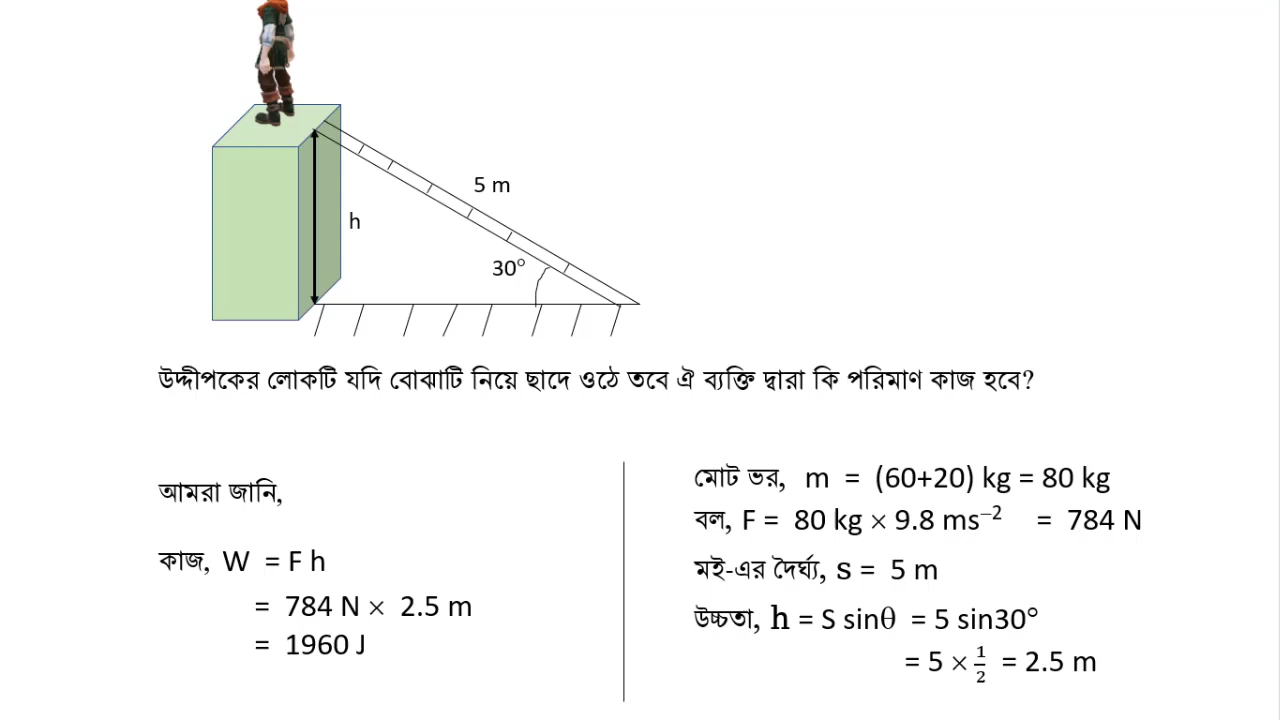 5 m
h
30°
উদ্দীপকের লোকটি যদি বোঝাটি নিয়ে ছাদে ওঠে তবে ঐ ব্যক্তি দ্বারা কি পরিমাণ কাজ হবে?
আমরা জানি,
কাজ, W = F h
= 784 N × 2.5 m
= 1960 J
মোট ভর, m = (60+20) kg = 80 kg
বল, F = 80 kg × 9.8 ms⁻² = 784 N
মই-এর দৈর্ঘ্য, s = 5 m
উচ্চতা, h = S sinθ = 5 sin30°
= 5 × 1/2 = 2.5 m